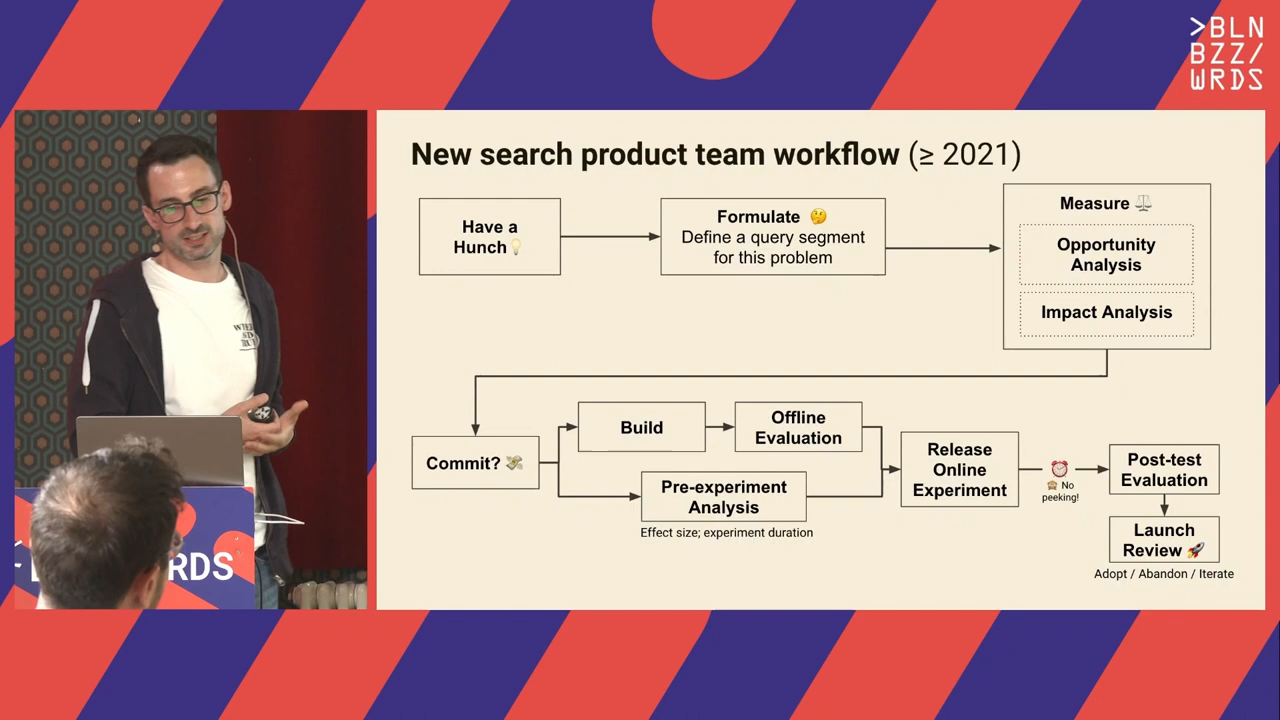 >BLN
BZZ/
WRDS
New search product team workflow (≥ 2021)
Have a
Hunch💡
Formulate 🤔
Define a query segment
for this problem
Measure ⚖️
Opportunity
Analysis
Impact Analysis
Commit? 💸
Build
Offline
Evaluation
Pre-experiment
Analysis
Effect size; experiment duration
Release
Online
Experiment
⏰
🙈 No
peeking!
Post-test
Evaluation
Launch
Review 🚀
Adopt / Abandon / Iterate
RDS